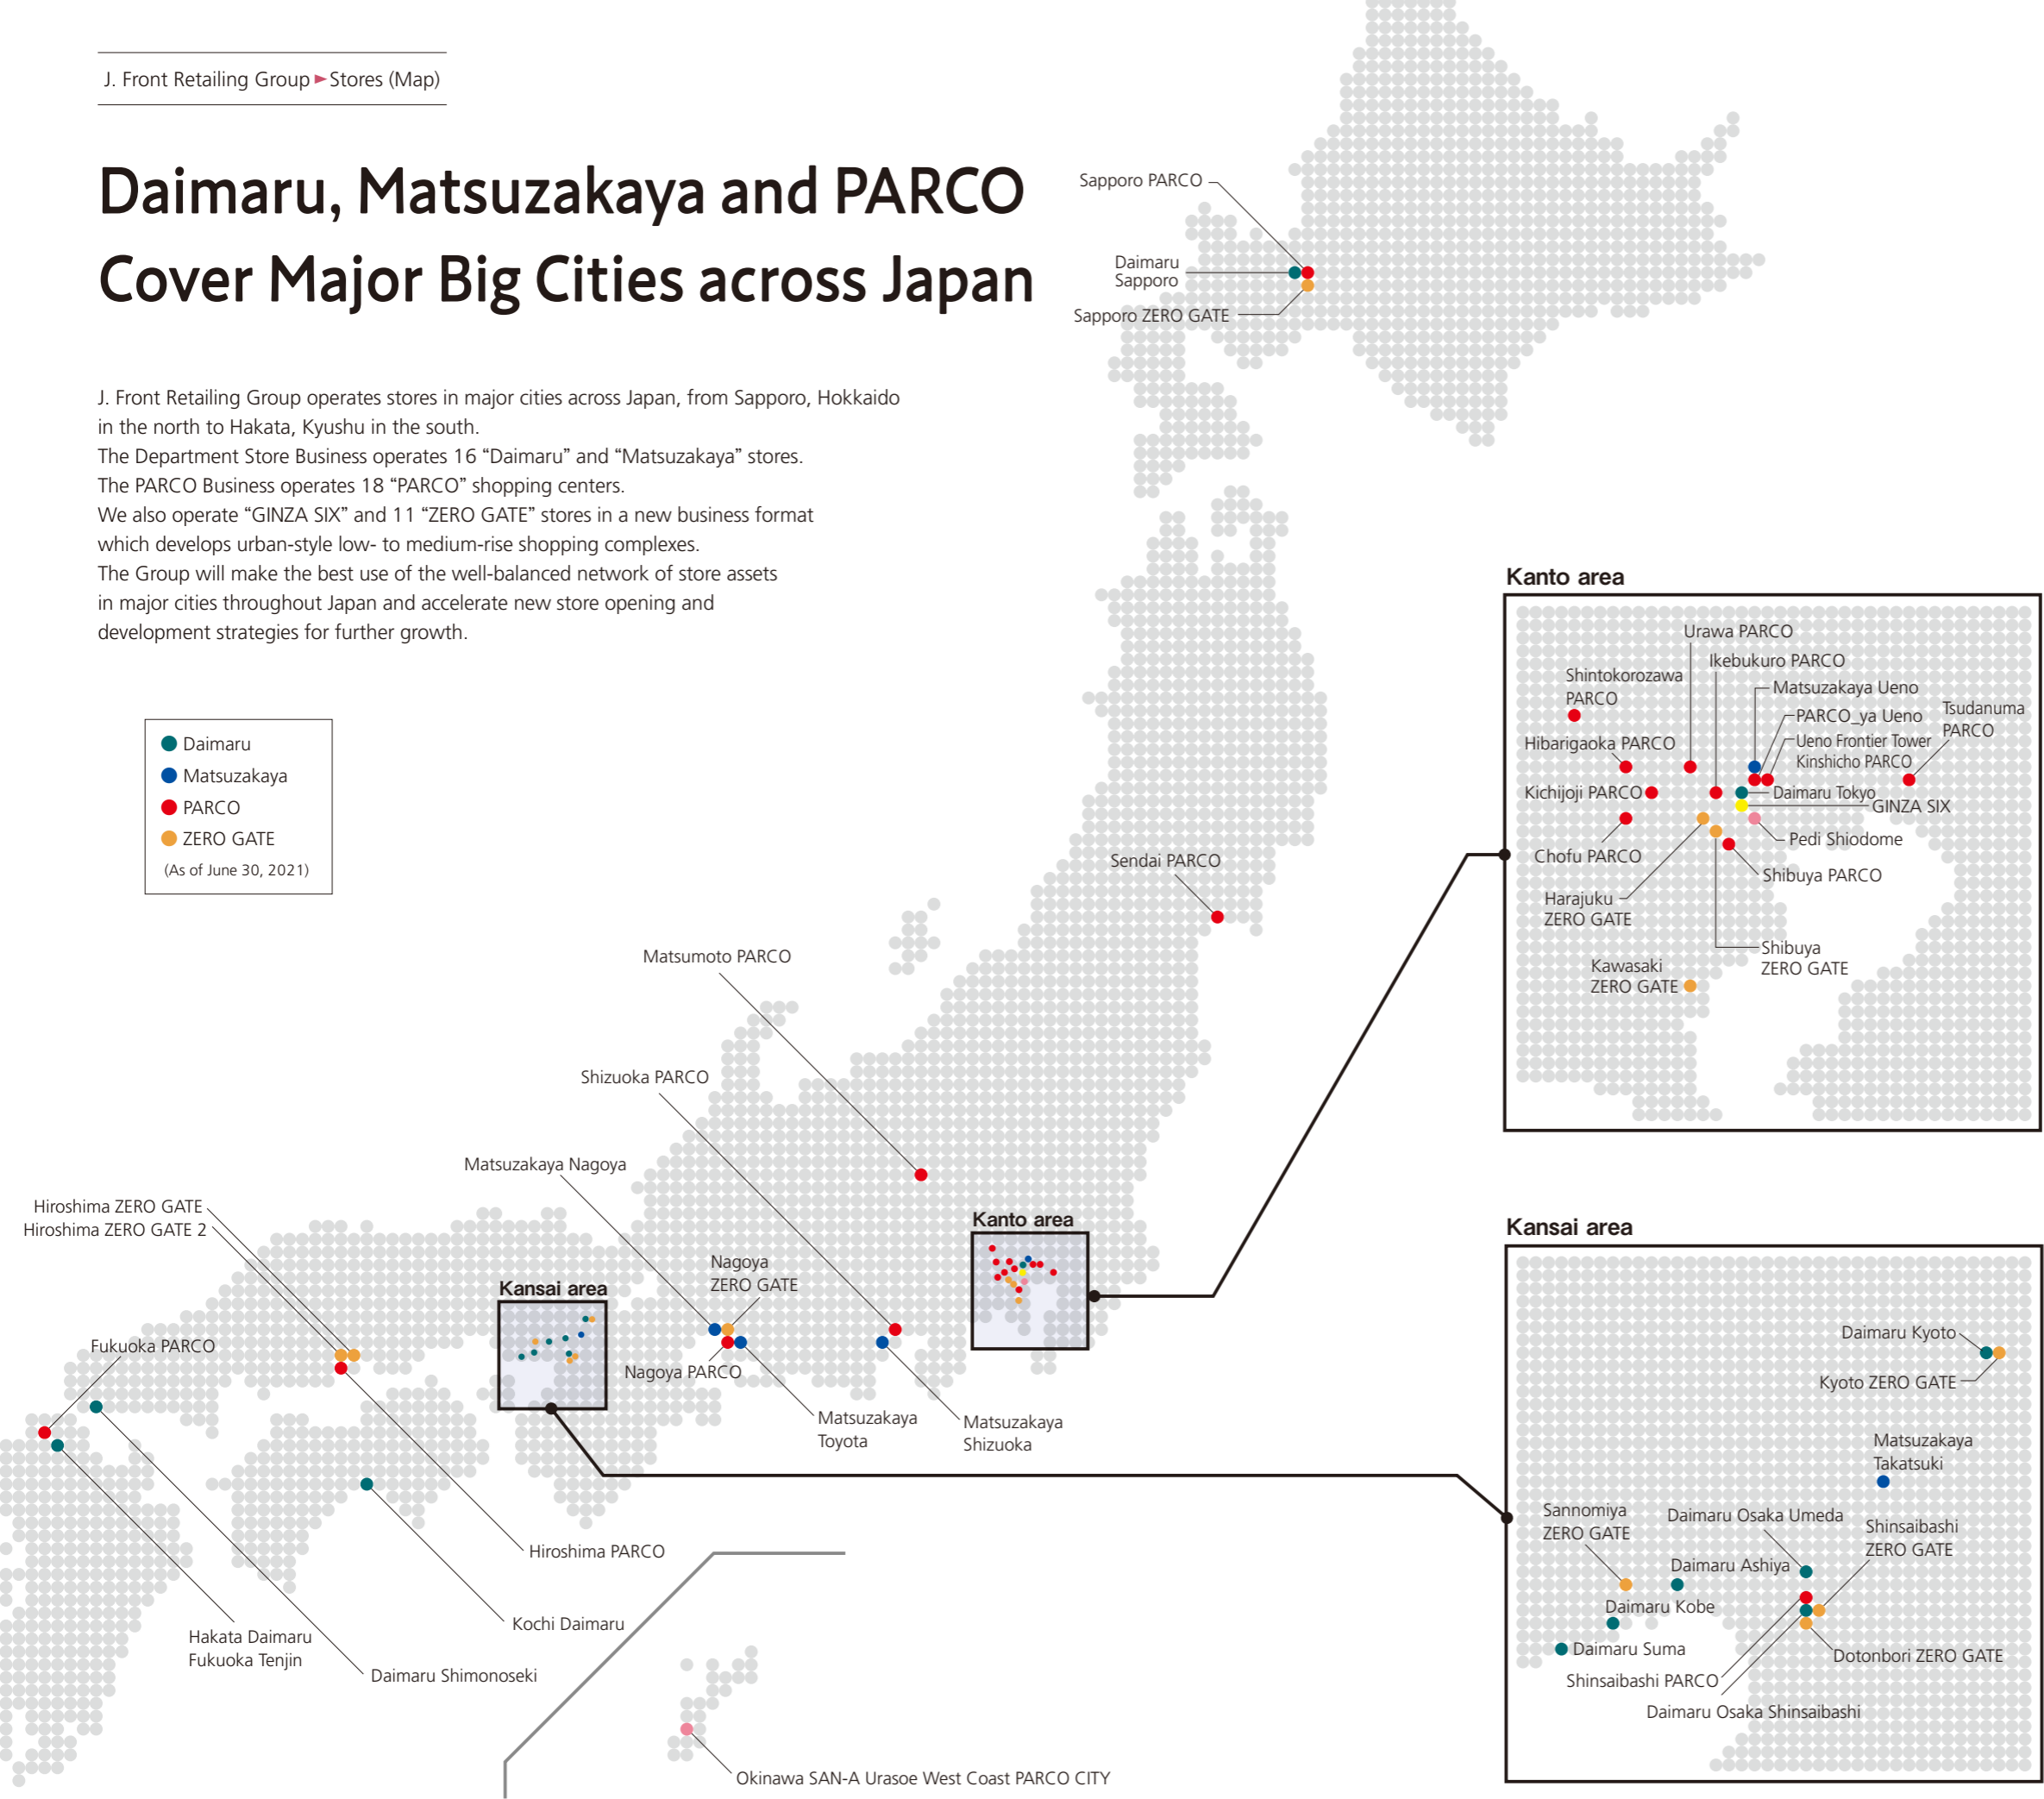 J. Front Retailing Group ► Stores (Map)
Daimaru, Matsuzakaya and PARCO
Cover Major Big Cities across Japan
J. Front Retailing Group operates stores in major cities across Japan, from Sapporo, Hokkaido
in the north to Hakata, Kyushu in the south.
The Department Store Business operates 16 “Daimaru” and “Matsuzakaya” stores.
The PARCO Business operates 18 “PARCO” shopping centers.
We also operate “GINZA SIX” and 11 “ZERO GATE” stores in a new business format
which develops urban-style low- to medium-rise shopping complexes.
The Group will make the best use of the well-balanced network of store assets
in major cities throughout Japan and accelerate new store opening and
development strategies for further growth.
Daimaru
Matsuzakaya
PARCO
ZERO GATE
(As of June 30, 2021)
Sapporo PARCO
Daimaru
Sapporo
Sapporo ZERO GATE
Sendai PARCO
Matsumoto PARCO
Shizuoka PARCO
Matsuzakaya Nagoya
Hiroshima ZERO GATE
Hiroshima ZERO GATE 2
Nagoya
ZERO GATE
Kanto area
Kansai area
Fukuoka PARCO
Nagoya PARCO
Matsuzakaya
Toyota
Matsuzakaya
Shizuoka
Hiroshima PARCO
Kochi Daimaru
Hakata Daimaru
Fukuoka Tenjin
Daimaru Shimonoseki
Okinawa SAN-A Urasoe West Coast PARCO CITY
Kanto area
Urawa PARCO
Ikebukuro PARCO
Shintokorozawa
PARCO
Matsuzakaya Ueno
Tsudanuma
PARCO
PARCO_ya Ueno
Hibarigaoka PARCO
Ueno Frontier Tower
Kinshicho PARCO
Kichijoji PARCO
Daimaru Tokyo
GINZA SIX
Pedi Shiodome
Chofu PARCO
Shibuya PARCO
Harajuku
ZERO GATE
Shibuya
ZERO GATE
Kawasaki
ZERO GATE
Kansai area
Daimaru Kyoto
Kyoto ZERO GATE
Matsuzakaya
Takatsuki
Sannomiya
ZERO GATE
Daimaru Osaka Umeda
Shinsaibashi
ZERO GATE
Daimaru Ashiya
Daimaru Kobe
Daimaru Suma
Dotonbori ZERO GATE
Shinsaibashi PARCO
Daimaru Osaka Shinsaibashi